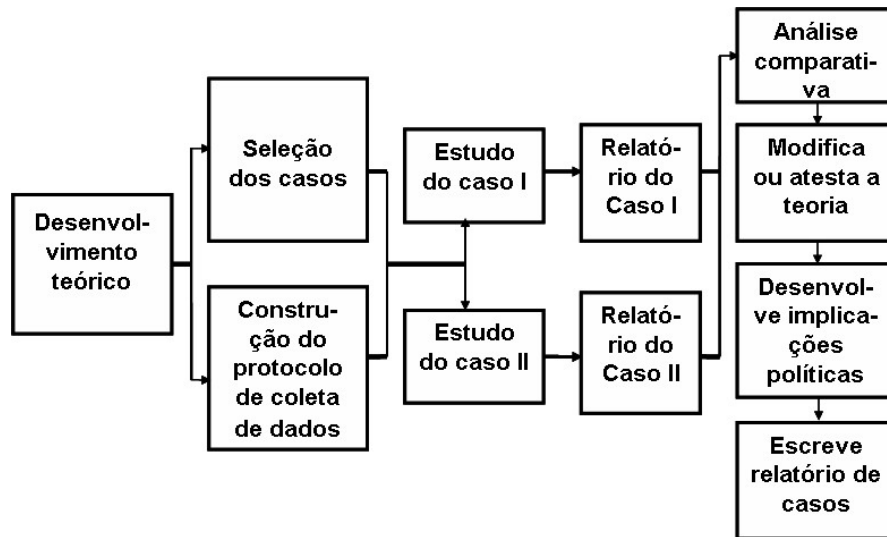 Desenvol-
vimento
teórico
Seleção
dos casos
Constru-
ção do
protocolo
de coleta
de dados
Estudo
do caso I
Estudo
do caso II
Relató-
rio do
Caso I
Relató-
rio do
Caso II
Análise
comparati-
va
Modifica
ou atesta a
teoria
Desenvol-
ve implica-
ções
políticas
Escreve
relatório de
casos